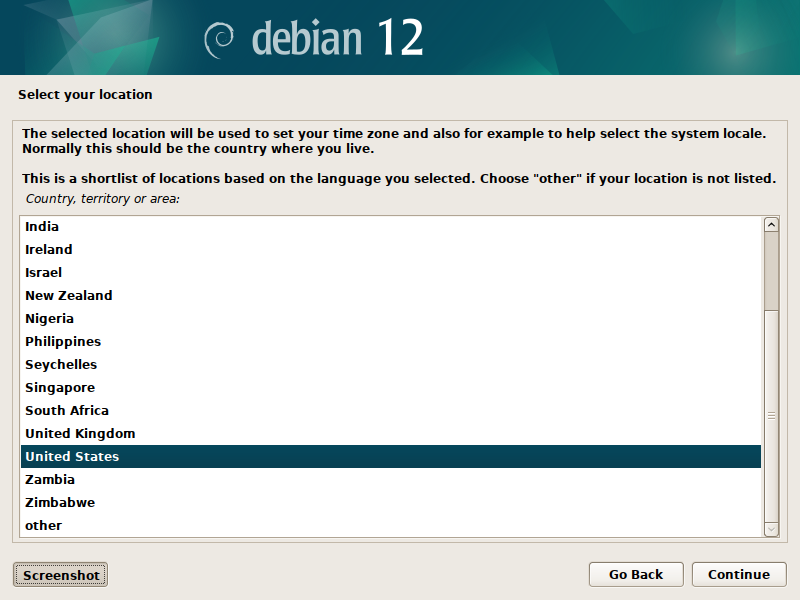 debian 12
Select your location
The selected location will be used to set your time zone and also for example to help select the system locale.
Normally this should be the country where you live.
This is a shortlist of locations based on the language you selected. Choose "other" if your location is not listed.
Country, territory or area:
India
Ireland
Israel
New Zealand
Nigeria
Philippines
Seychelles
Singapore
South Africa
United Kingdom
United States
Zambia
Zimbabwe
other
Screenshot
Go Back
Continue